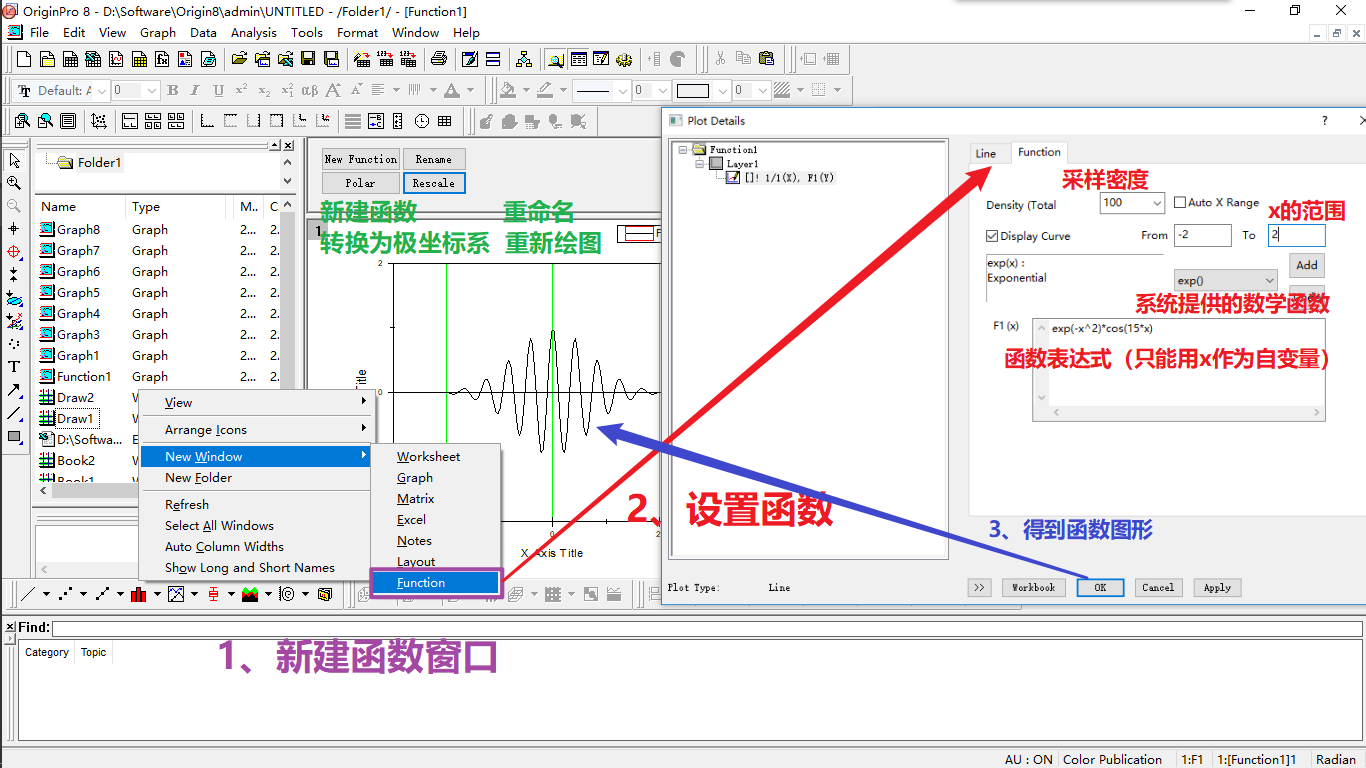 OriginPro 8 - D:\Software\Origin8\admin\UNTITLED - /Folder1/ - [Function1]
File Edit View Graph Data Analysis Tools Format Window Help
Default: A 0 B I U
0 0
Folder1
Name Type M... C
Graph8 Graph 2... 2.
Graph7 Graph 2... 2.
Graph6 Graph 2... 2.
Graph5 Graph 2... 2.
Graph4 Graph 2... 2.
Graph3 Graph 2... 2.
Graph1 Graph 2... 2.
Function1 Graph 2... 2.
Draw2
Draw1
D:\Softwa...
Book2
Book1
New Function Rename
Polar Rescale
新建函数 重命名
转换为极坐标系 重新绘图
1
F
2
0
0
2
Title
X Axis Title
View
Arrange Icons
New Window
New Folder
Refresh
Select All Windows
Auto Column Widths
Show Long and Short Names
Worksheet
Graph
Matrix
Excel
Notes
Layout
Function
Plot Details ?
Function1
Layer1
[]! 1/1(X), F1(Y)
Line Function
采样密度
Density (Total 100 Auto X Range
x的范围
Display Curve From -2 To 2
exp(x) :
Exponential
exp() Add
系统提供的数学函数
F1 (x) exp(-x^2)*cos(15*x)
函数表达式（只能用x作为自变量）
2、 设置函数
3、得到函数图形
Plot Type: Line >> Workbook OK Cancel Apply
Find:
Category Topic
1、新建函数窗口
AU : ON Color Publication 1:F1 1:[Function1]1 Radian